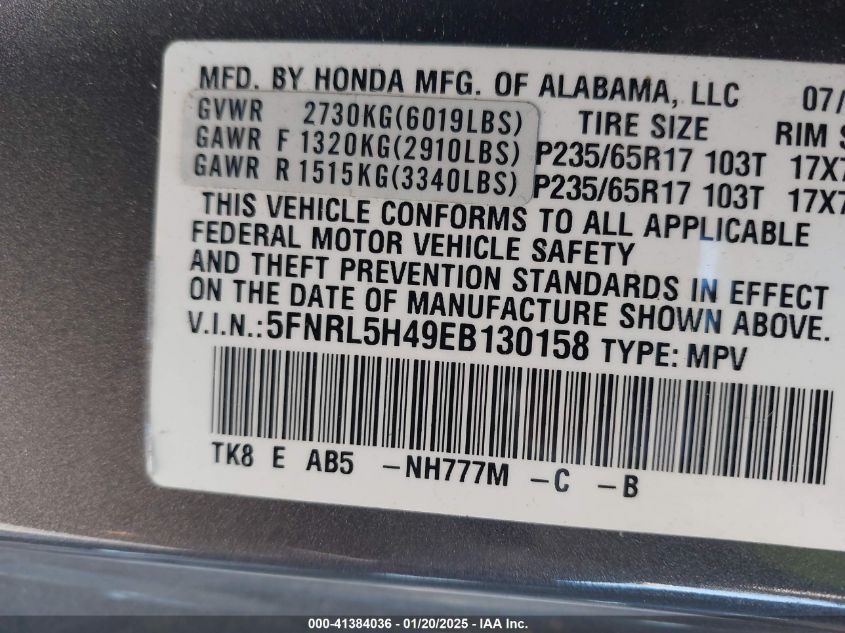 MFD. BY HONDA MFG. OF ALABAMA, LLC 07/
GVWR 2730KG(6019LBS) TIRE SIZE RIM S
GAWR F 1320KG(2910LBS) P235/65R17 103T 17X7
GAWR R 1515KG(3340LBS) P235/65R17 103T 17X7
THIS VEHICLE CONFORMS TO ALL APPLICABLE
FEDERAL MOTOR VEHICLE SAFETY
AND THEFT PREVENTION STANDARDS IN EFFECT
ON THE DATE OF MANUFACTURE SHOWN ABOVE.
V.I.N.: 5FNRL5H49EB130158 TYPE: MPV
TK8 E AB5 -NH777M -C -B
000-41384036 - 01/20/2025 - IAA Inc.